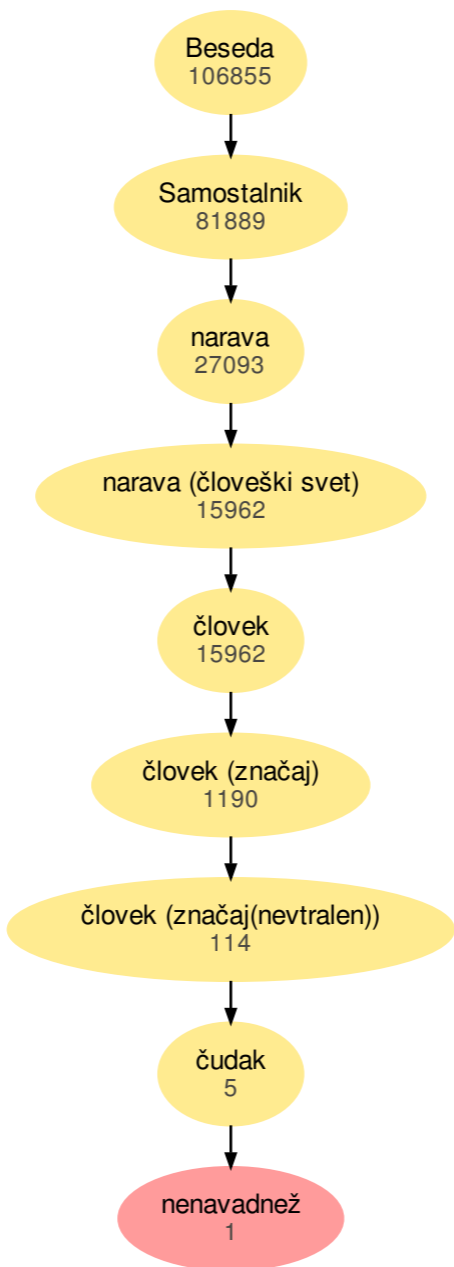 Beseda
106855
Samostalnik
81889
narava
27093
narava (človeški svet)
15962
človek
15962
človek (značaj)
1190
človek (značaj(nevtralen))
114
čudak
5
nenavadnež
1